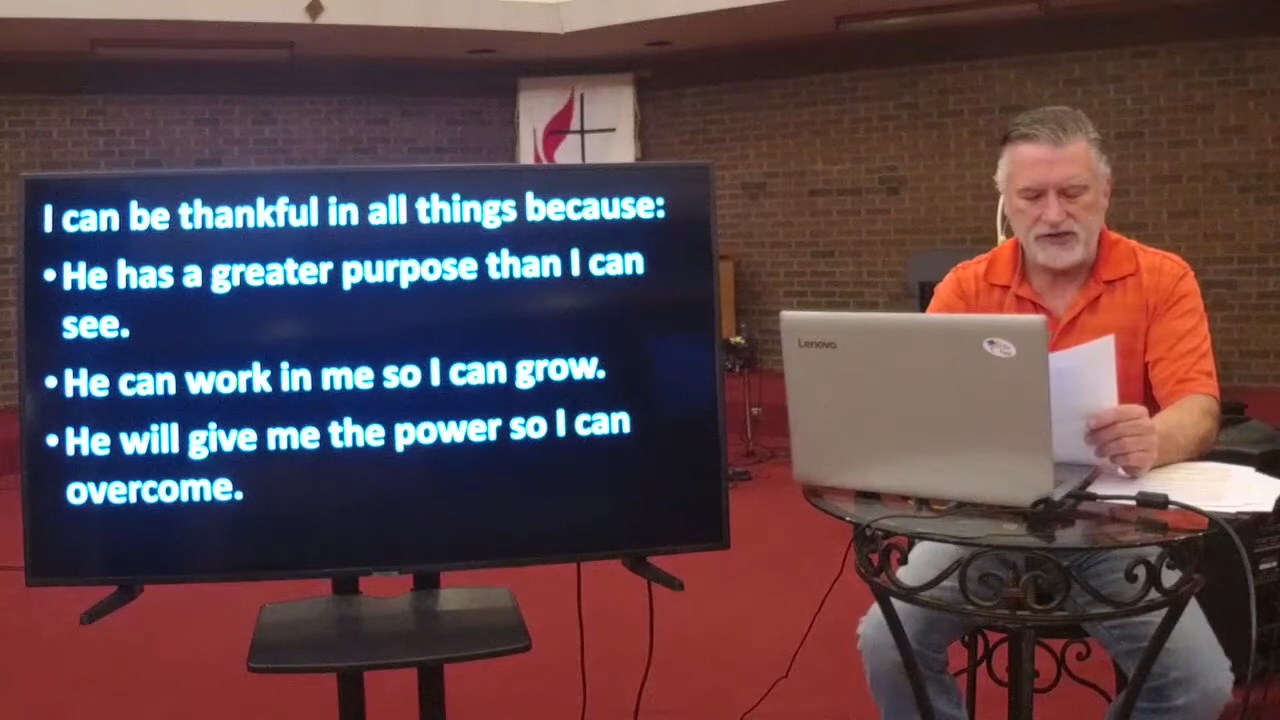 I can be thankful in all things because:
• He has a greater purpose than I can
see.
• He can work in me so I can grow.
• He will give me the power so I can
overcome.
Lenovo